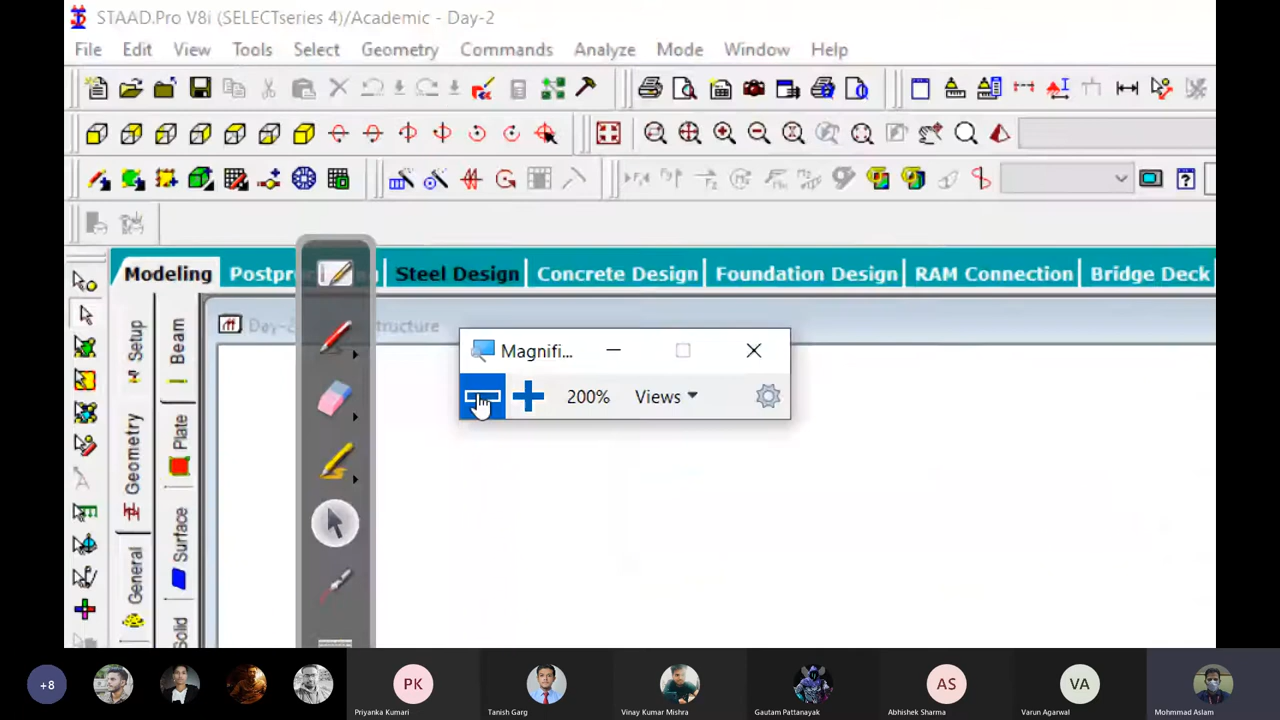 STAAD.Pro V8i (SELECTseries 4)/Academic - Day-2
File Edit View Tools Select Geometry Commands Analyze Mode Window Help
Modeling Steel Design Concrete Design Foundation Design RAM Connection Bridge Deck
Magnifi...
200% Views
Setup
Geometry
General
Beam
Plate
Surface
Solid
+8
PK
AS
VA
Priyanka Kumari
Tanish Garg
Vinay Kumar Mishra
Gautam Pattanayak
Abhishek Sharma
Varun Agarwal
Mohmmad Aslam